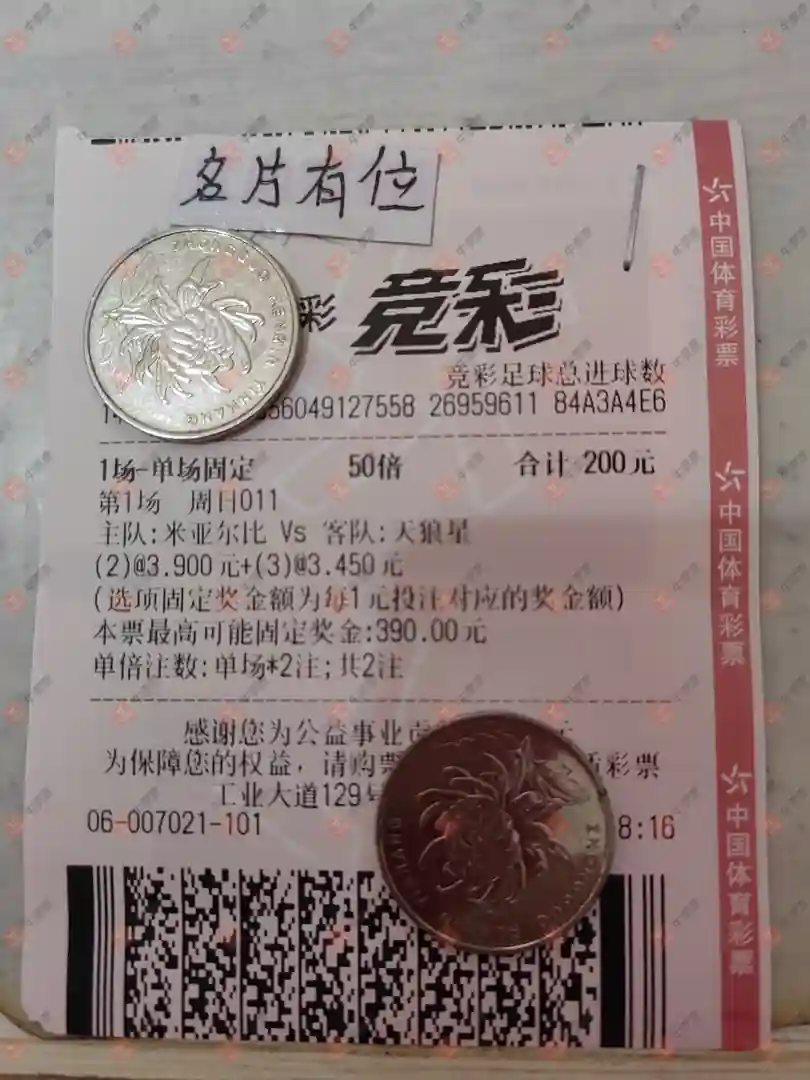 名片有位
彩 竞彩
竞彩足球总进球数
56049127558 26959611 84A3A4E6
1场-单场固定 50倍 合计 200元
第1场 周日011
主队:米亚尔比 Vs 客队:天狼星
(2)@3.900元+(3)@3.450元
(选项固定奖金额为每1元投注对应的奖金额)
本票最高可能固定奖金:390.00元
单倍注数:单场*2注;共2注
感谢您为公益事业贡 元
为保障您的权益，请购票 彩票
工业大道129号
06-007021-101 8:16
中国体育彩票
中国体育彩票
中国体育彩票